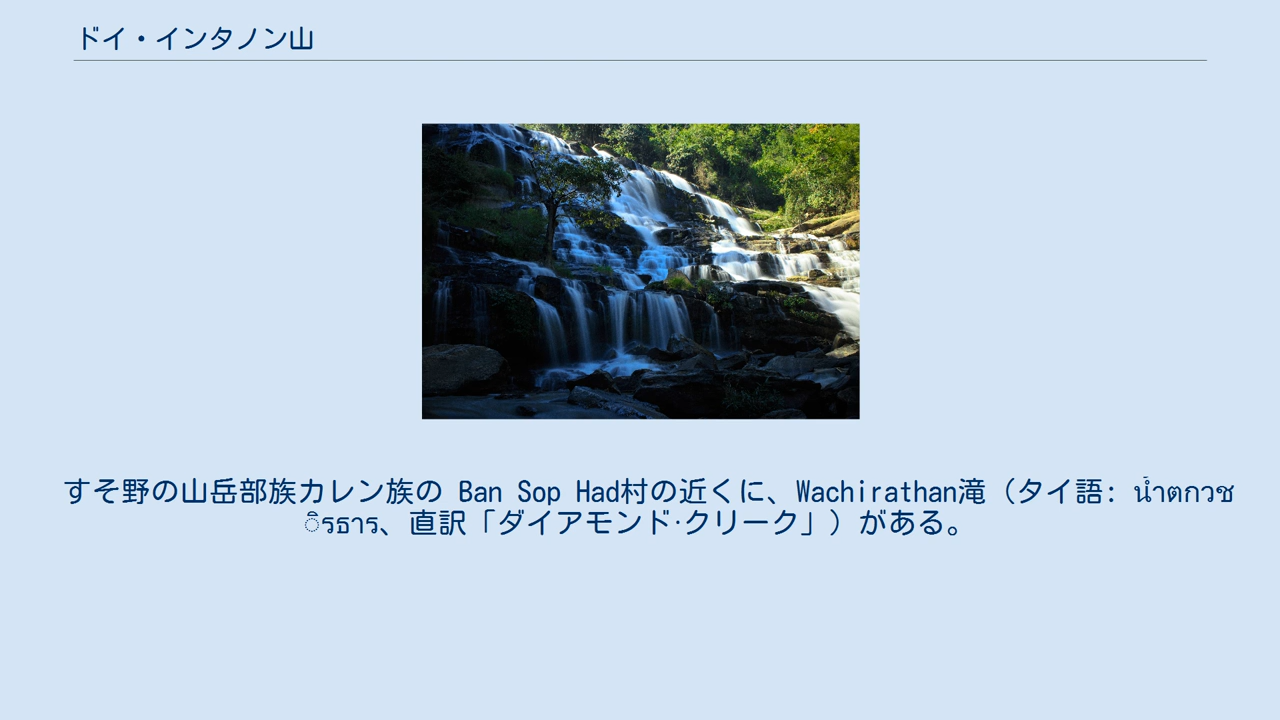 ドイ・インタノン山
すそ野の山岳部族カレン族の Ban Sop Had村の近くに、Wachirathan滝（タイ語: น้ำตกวช
ิรธาร、直訳「ダイアモンド·クリーク」）がある。